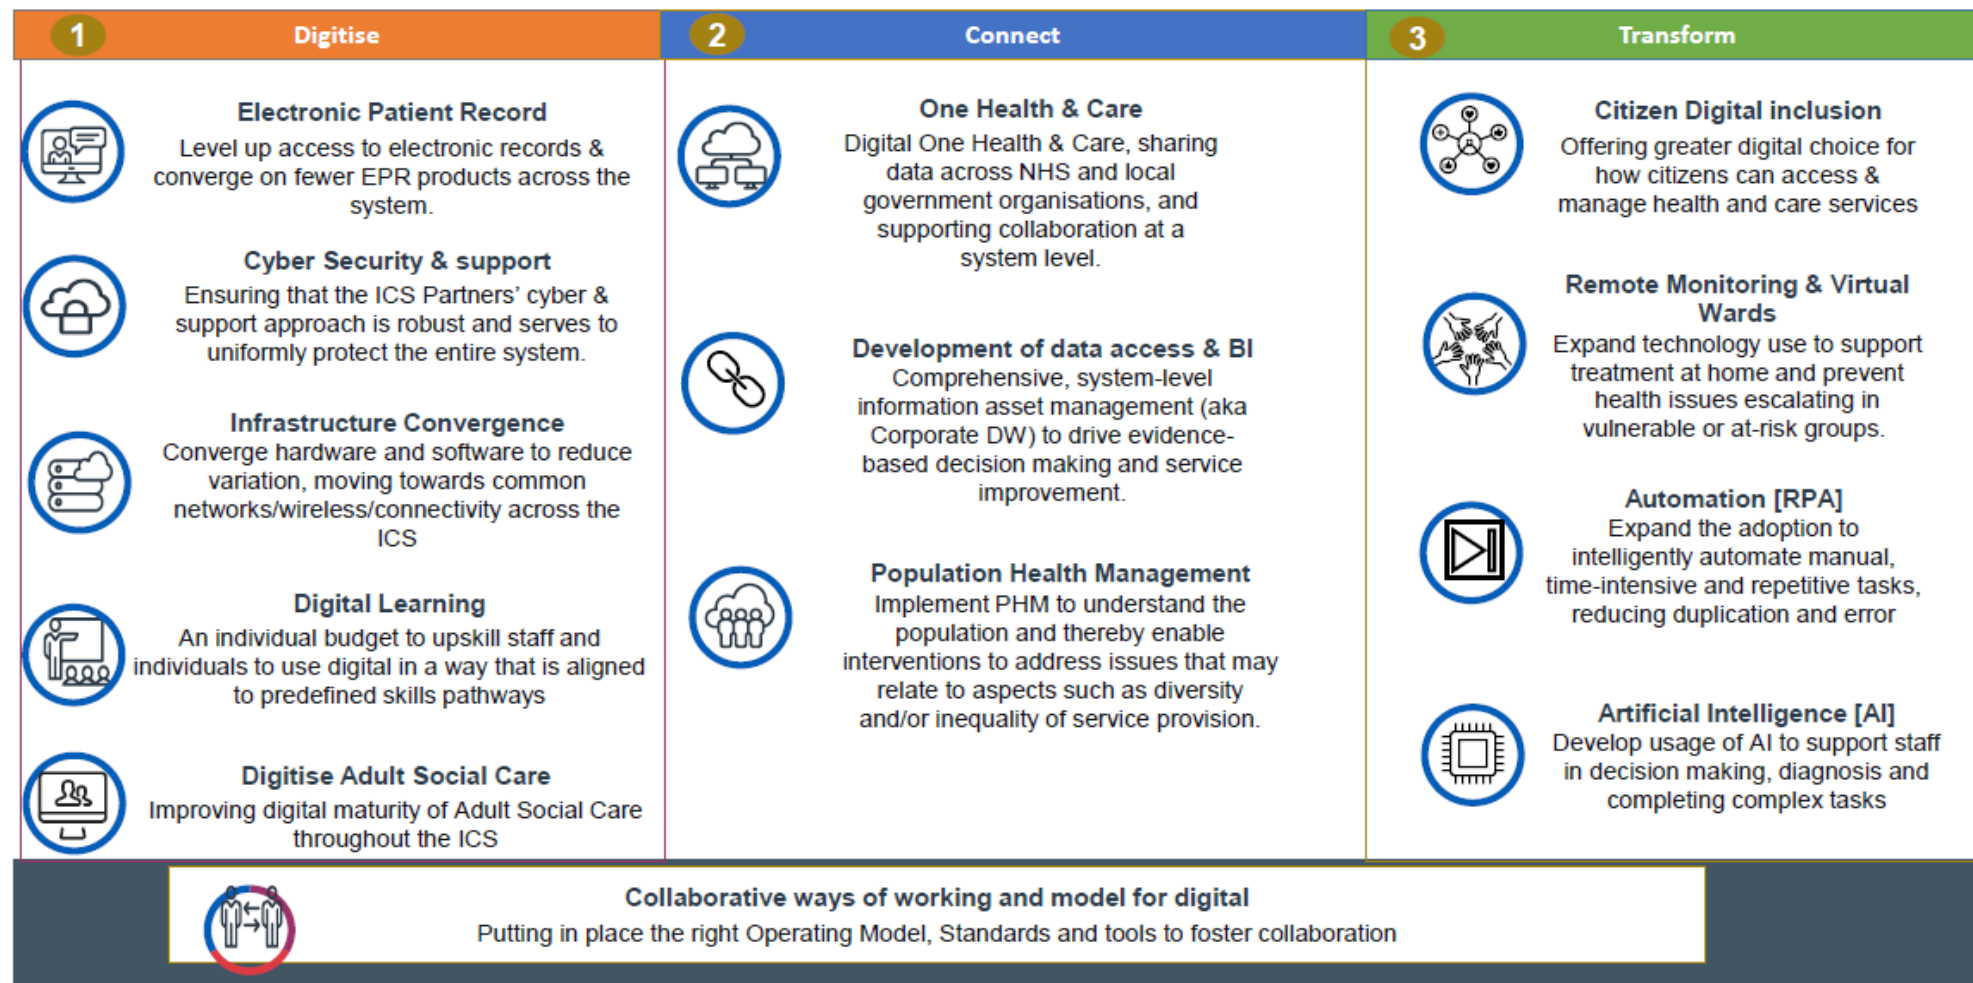 1
Digitise
2
Connect
3
Transform
Electronic Patient Record
Level up access to electronic records &
converge on fewer EPR products across the
system.
Cyber Security & support
Ensuring that the ICS Partners’ cyber &
support approach is robust and serves to
uniformly protect the entire system.
Infrastructure Convergence
Converge hardware and software to reduce
variation, moving towards common
networks/wireless/connectivity across the
ICS
Digital Learning
An individual budget to upskill staff and
individuals to use digital in a way that is aligned
to predefined skills pathways
Digitise Adult Social Care
Improving digital maturity of Adult Social Care
throughout the ICS
One Health & Care
Digital One Health & Care, sharing
data across NHS and local
government organisations, and
supporting collaboration at a
system level.
Development of data access & BI
Comprehensive, system-level
information asset management (aka
Corporate DW) to drive evidence-
based decision making and service
improvement.
Population Health Management
Implement PHM to understand the
population and thereby enable
interventions to address issues that may
relate to aspects such as diversity
and/or inequality of service provision.
Citizen Digital inclusion
Offering greater digital choice for
how citizens can access &
manage health and care services
Remote Monitoring & Virtual
Wards
Expand technology use to support
treatment at home and prevent
health issues escalating in
vulnerable or at-risk groups.
Automation [RPA]
Expand the adoption to
intelligently automate manual,
time-intensive and repetitive tasks,
reducing duplication and error
Artificial Intelligence [AI]
Develop usage of AI to support staff
in decision making, diagnosis and
completing complex tasks
Collaborative ways of working and model for digital
Putting in place the right Operating Model, Standards and tools to foster collaboration